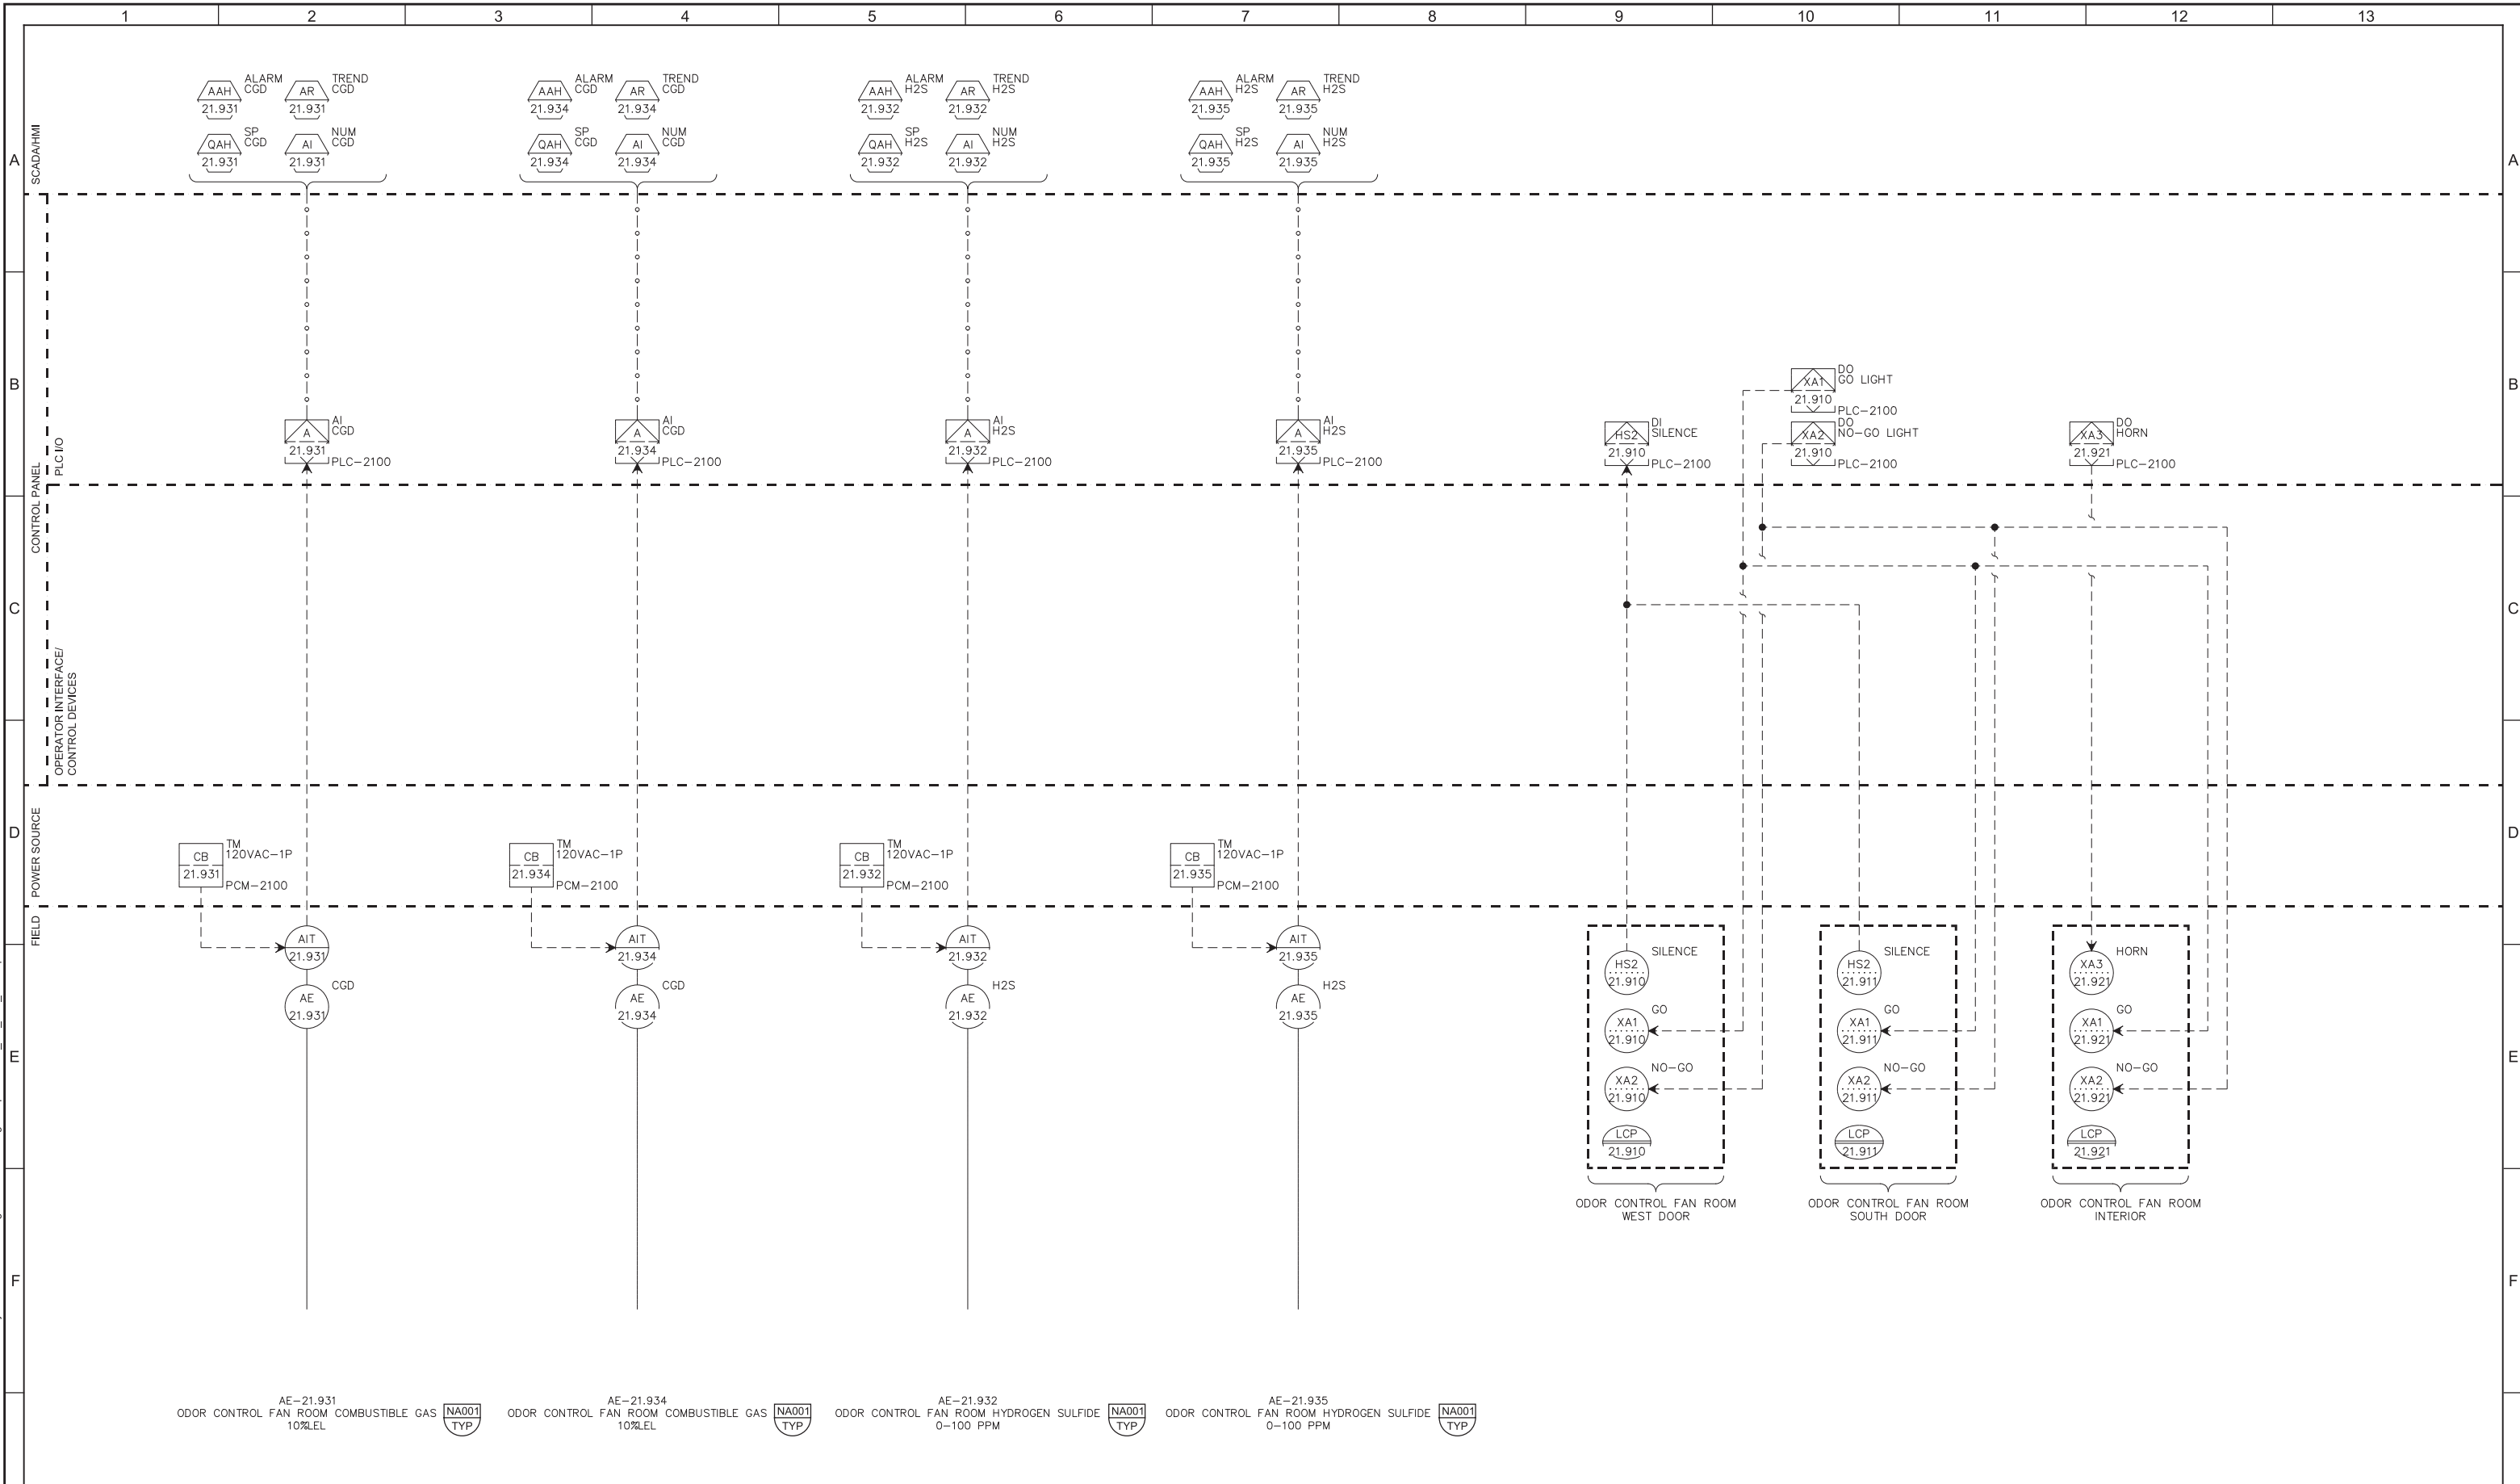 1 2 3 4 5 6 7 8 9 10 11 12 13
A
B
C
D
E
F
A
B
C
D
E
F
SCADA/HMI
CONTROL PANEL
PLC I/O
OPERATOR INTERFACE/
CONTROL DEVICES
POWER SOURCE
FIELD
AAH
21.931
ALARM
CGD
AR
21.931
TREND
CGD
QAH
21.931
SP
CGD
AI
21.931
NUM
CGD
AAH
21.934
ALARM
CGD
AR
21.934
TREND
CGD
QAH
21.934
SP
CGD
AI
21.934
NUM
CGD
AAH
21.932
ALARM
H2S
AR
21.932
TREND
H2S
QAH
21.932
SP
H2S
AI
21.932
NUM
H2S
AAH
21.935
ALARM
H2S
AR
21.935
TREND
H2S
QAH
21.935
SP
H2S
AI
21.935
NUM
H2S
A
21.931
AI
CGD
PLC-2100
A
21.934
AI
CGD
PLC-2100
A
21.932
AI
H2S
PLC-2100
A
21.935
AI
H2S
PLC-2100
HS2
21.910
DI
SILENCE
PLC-2100
XA1
21.910
DO
GO LIGHT
PLC-2100
XA2
21.910
DO
NO-GO LIGHT
PLC-2100
XA3
21.921
DO
HORN
PLC-2100
CB
21.931
TM
120VAC-1P
PCM-2100
CB
21.934
TM
120VAC-1P
PCM-2100
CB
21.932
TM
120VAC-1P
PCM-2100
CB
21.935
TM
120VAC-1P
PCM-2100
AIT
21.931
AE
21.931
CGD
AIT
21.934
AE
21.934
CGD
AIT
21.932
AE
21.932
H2S
AIT
21.935
AE
21.935
H2S
HS2
21.910
SILENCE
XA1
21.910
GO
XA2
21.910
NO-GO
LCP
21.910
ODOR CONTROL FAN ROOM
WEST DOOR
HS2
21.911
SILENCE
XA1
21.911
GO
XA2
21.911
NO-GO
LCP
21.911
ODOR CONTROL FAN ROOM
SOUTH DOOR
XA3
21.921
HORN
XA1
21.921
GO
XA2
21.921
NO-GO
LCP
21.921
ODOR CONTROL FAN ROOM
INTERIOR
AE-21.931
ODOR CONTROL FAN ROOM COMBUSTIBLE GAS
10%LEL
NA001
TYP
AE-21.934
ODOR CONTROL FAN ROOM COMBUSTIBLE GAS
10%LEL
NA001
TYP
AE-21.932
ODOR CONTROL FAN ROOM HYDROGEN SULFIDE
0-100 PPM
NA001
TYP
AE-21.935
ODOR CONTROL FAN ROOM HYDROGEN SULFIDE
0-100 PPM
NA001
TYP